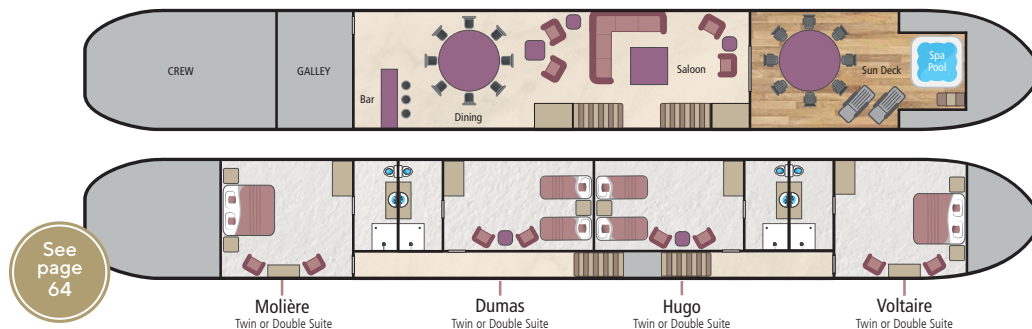 CREW
GALLEY
Bar
Dining
Saloon
Sun Deck
Spa
Pool
See
page
64
Molière
Twin or Double Suite
Dumas
Twin or Double Suite
Hugo
Twin or Double Suite
Voltaire
Twin or Double Suite